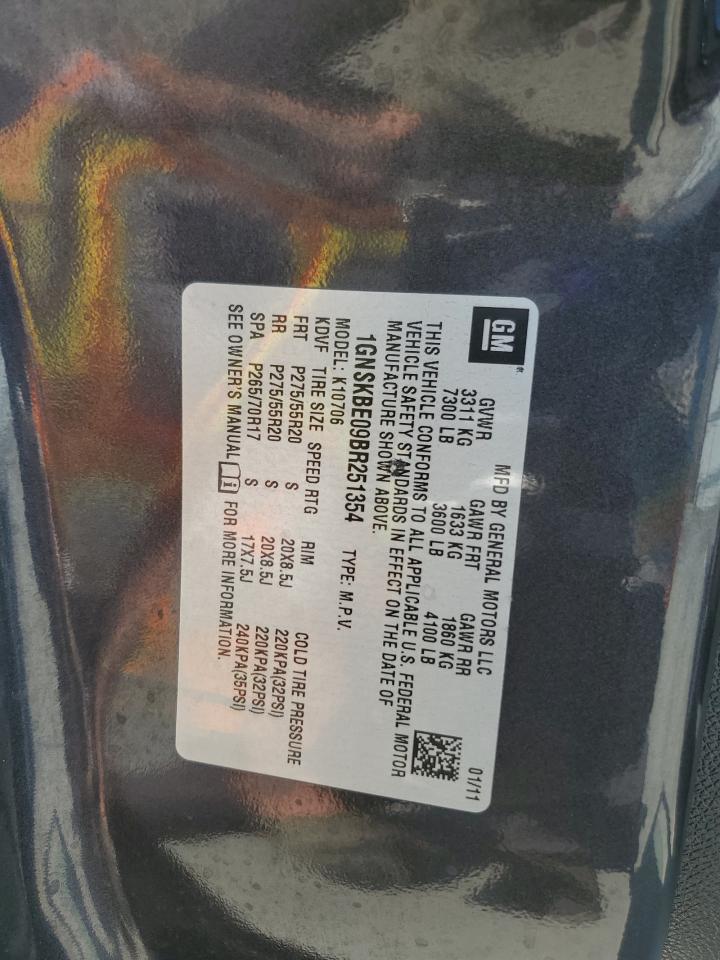 GM
MFD BY GENERAL MOTORS LLC
01/11
GVWR GAWR FRT GAWR RR
3311 KG 1633 KG 1860 KG
7300 LB 3600 LB 4100 LB
THIS VEHICLE CONFORMS TO ALL APPLICABLE U.S. FEDERAL MOTOR
VEHICLE SAFETY STANDARDS IN EFFECT ON THE DATE OF
MANUFACTURE SHOWN ABOVE.
1GNSKBE09BR251354 TYPE: M.P.V.
MODEL: K10706
KDVF TIRE SIZE SPEED RTG RIM COLD TIRE PRESSURE
FRT P275/55R20 S 20X8.5J 220KPA(32PSI)
RR P275/55R20 S 20X8.5J 220KPA(32PSI)
SPA P265/70R17 S 17X7.5J 240KPA(35PSI)
SEE OWNER'S MANUAL FOR MORE INFORMATION.